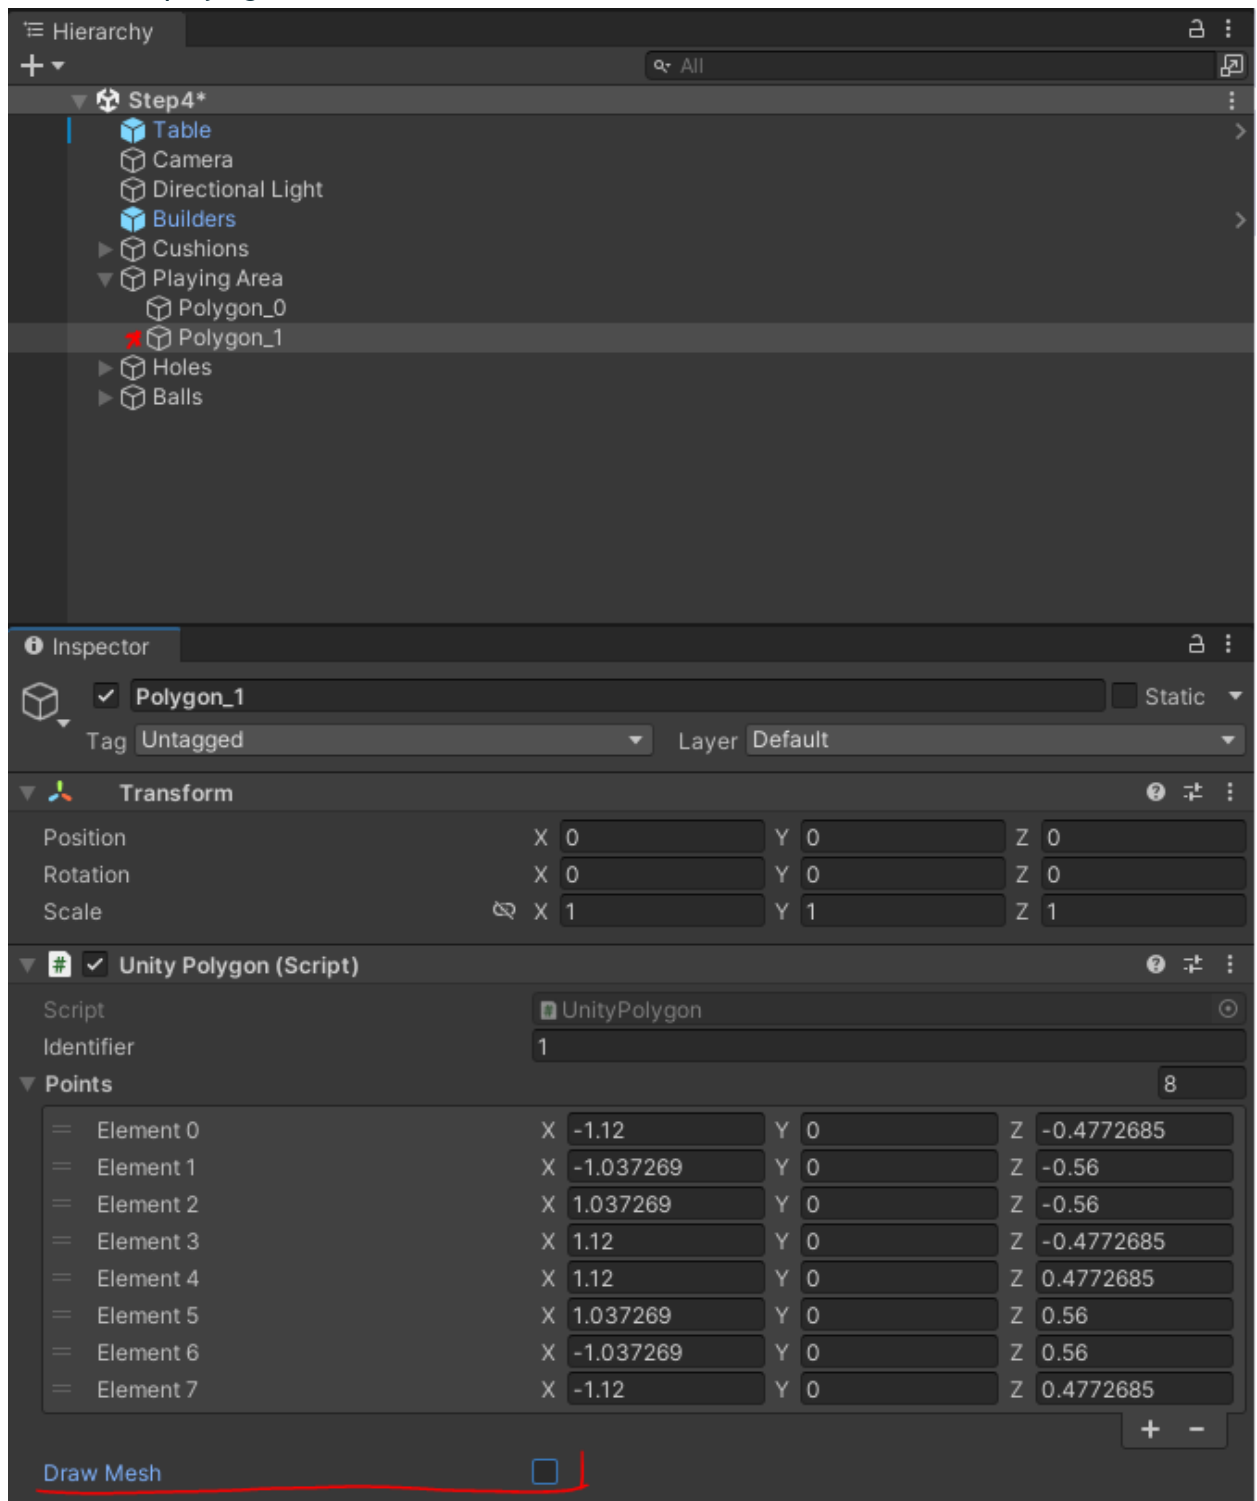 Hierarchy
All
Step4*
Table
Camera
Directional Light
Builders
Cushions
Playing Area
Polygon_0
Polygon_1
Holes
Balls
Inspector
Polygon_1 Static
Tag Untagged Layer Default
Transform
Position X 0 Y 0 Z 0
Rotation X 0 Y 0 Z 0
Scale X 1 Y 1 Z 1
# Unity Polygon (Script)
Script UnityPolygon
Identifier 1
Points 8
Element 0 X -1.12 Y 0 Z -0.4772685
Element 1 X -1.037269 Y 0 Z -0.56
Element 2 X 1.037269 Y 0 Z -0.56
Element 3 X 1.12 Y 0 Z -0.4772685
Element 4 X 1.12 Y 0 Z 0.4772685
Element 5 X 1.037269 Y 0 Z 0.56
Element 6 X -1.037269 Y 0 Z 0.56
Element 7 X -1.12 Y 0 Z 0.4772685
+ -
Draw Mesh